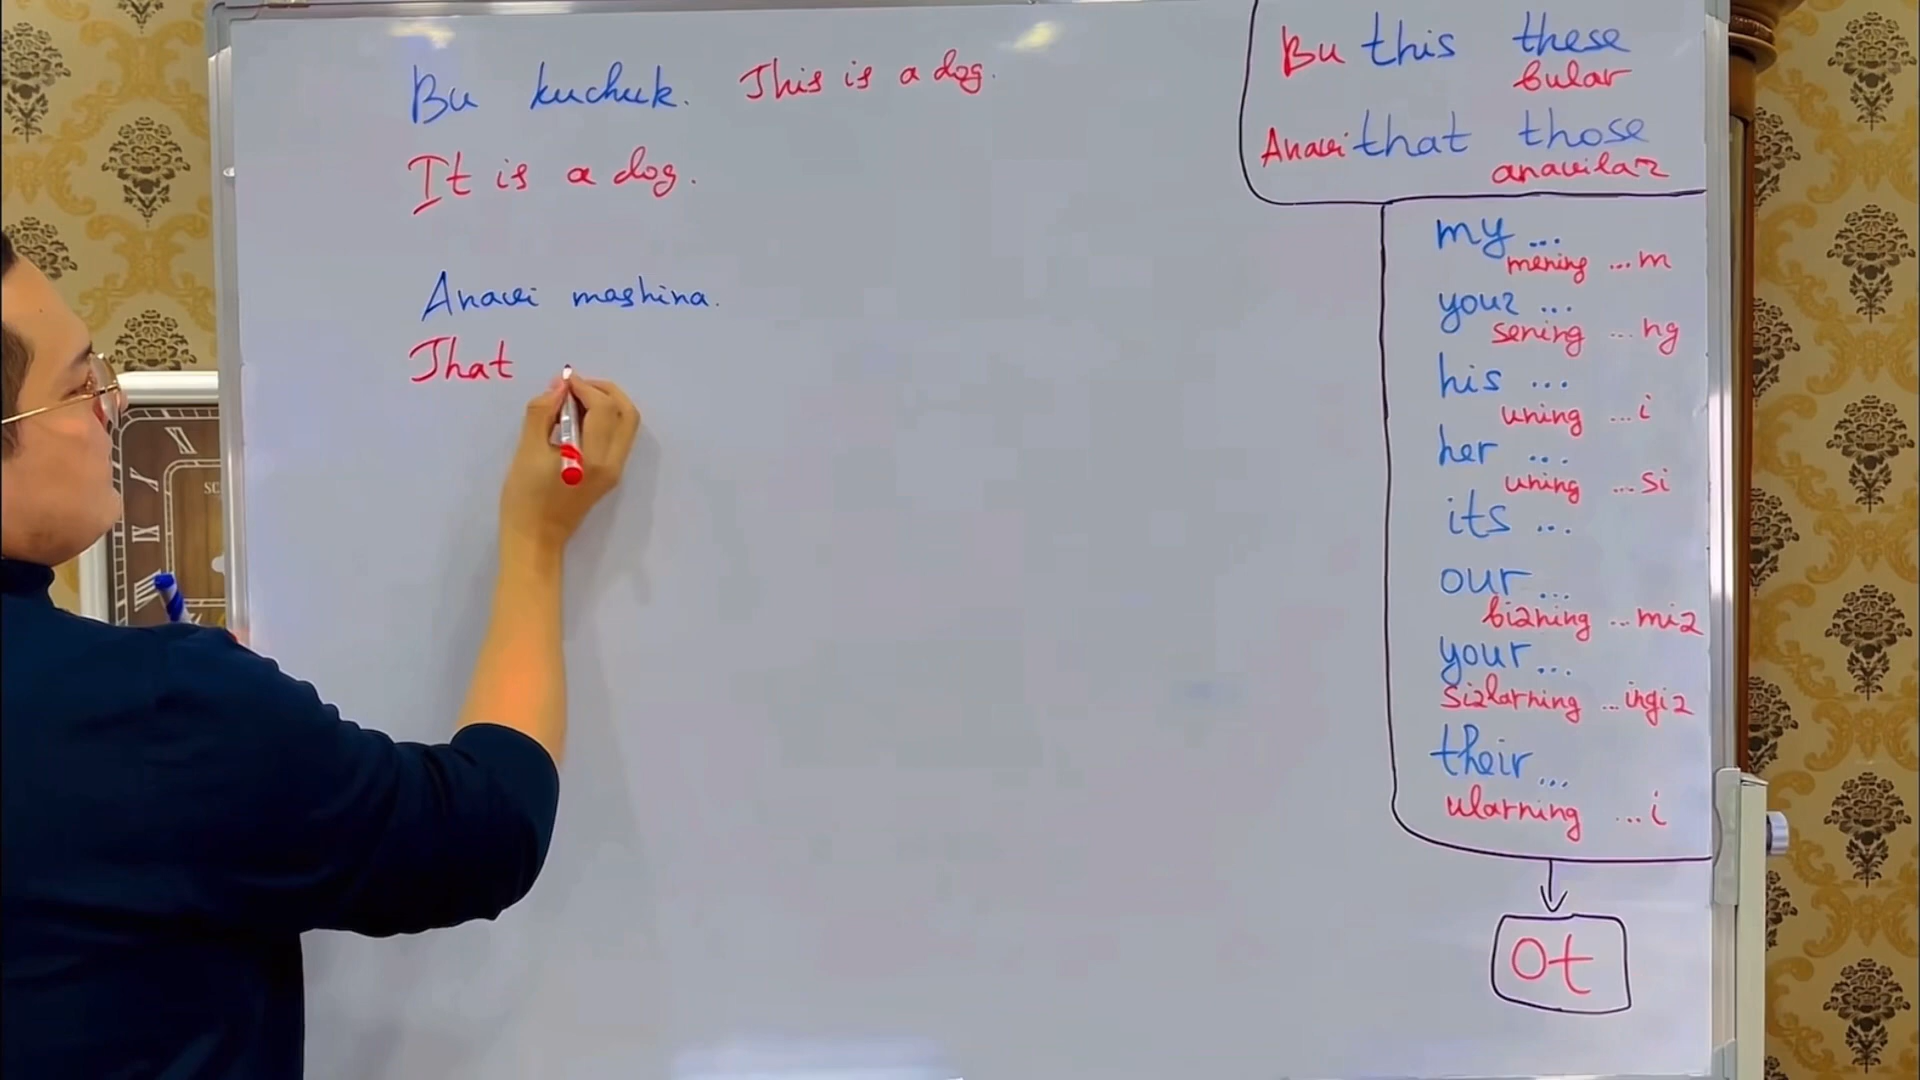 Bu kuchuk. This is a dog.
It is a dog.
Anavi mashina.
That
Bu this these
bular
Anavi that those
anavilar
my ...
mening ...m
your ...
sening ...ng
his ...
uning ...i
her ...
uning ...si
its ...
our ...
bizning ...miz
your...
sizlarning ...ingiz
their...
ularning ...i
Ot